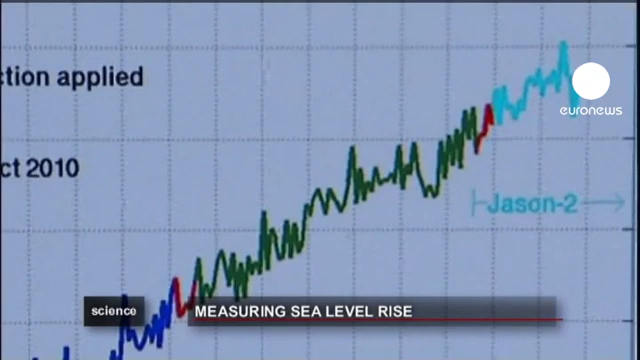 ction applied
euronews
ct 2010
Jason-2
science
MEASURING SEA LEVEL RISE